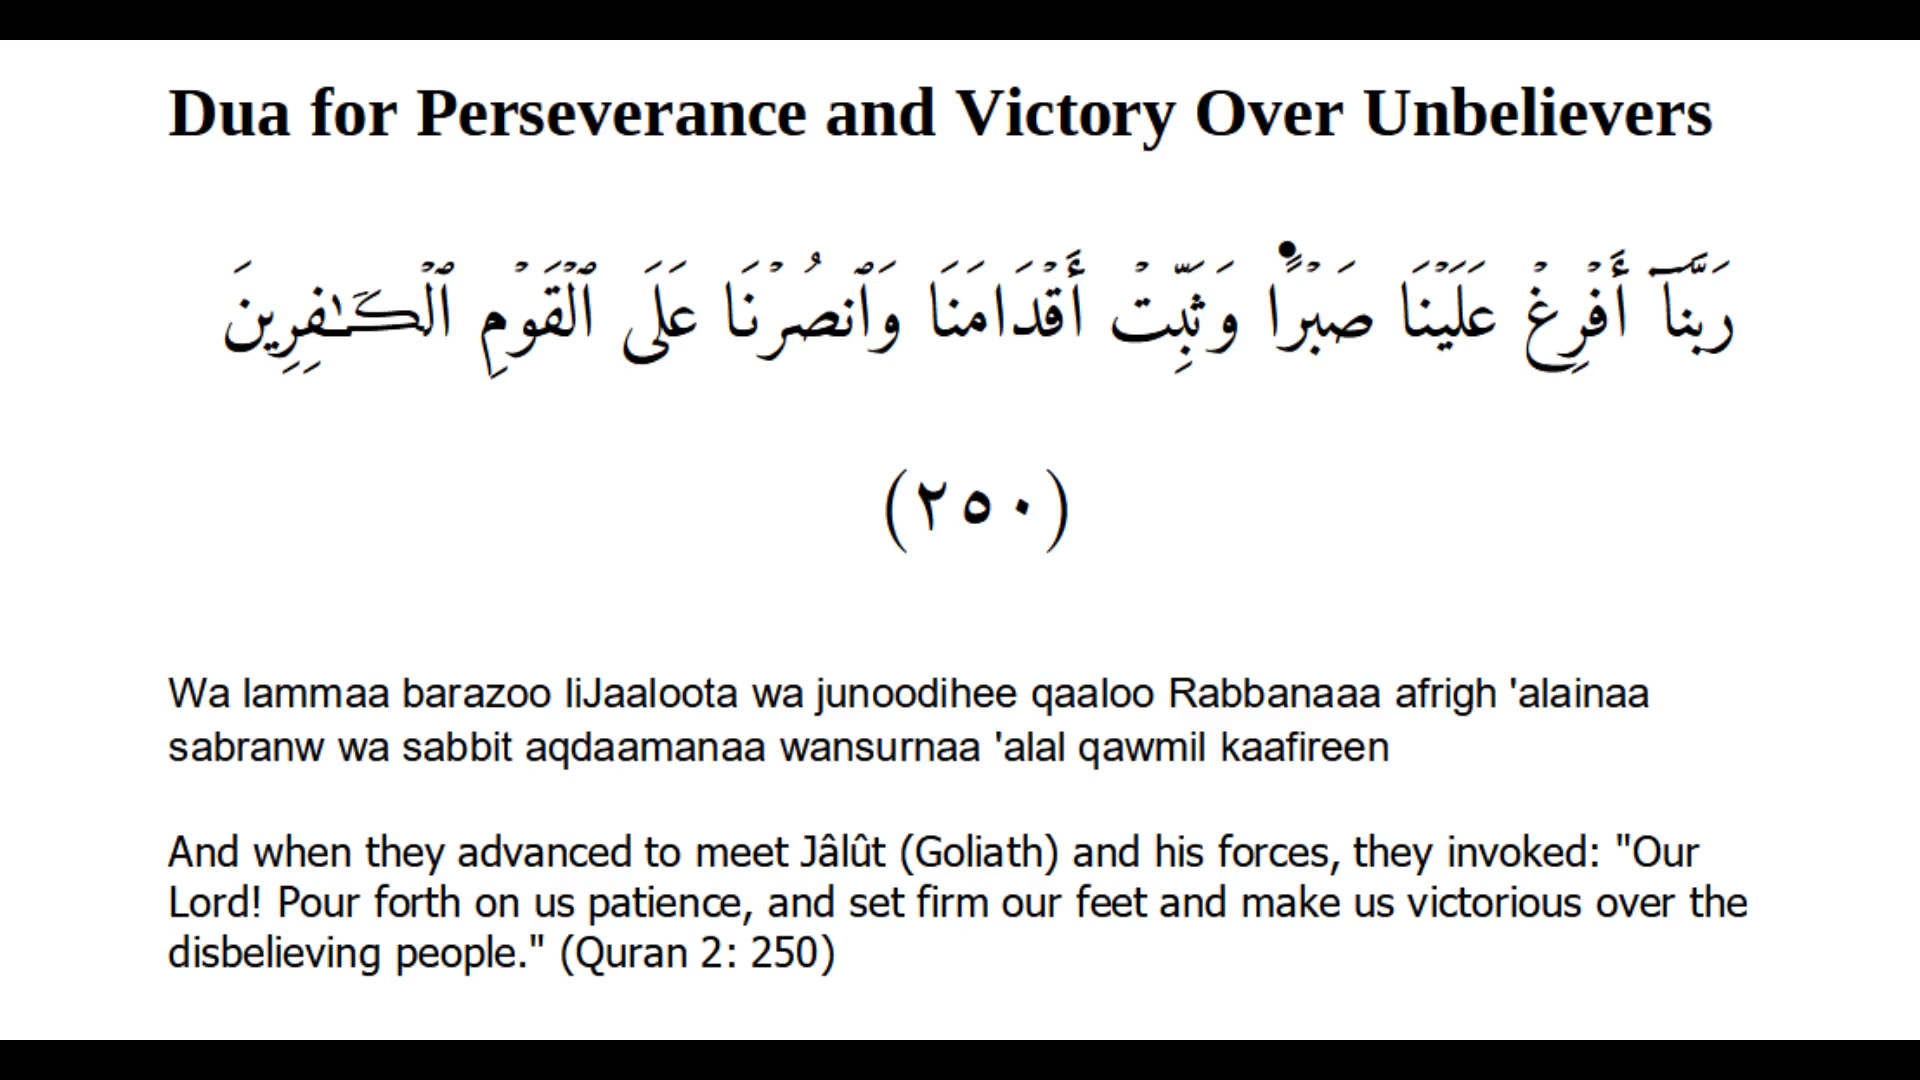 Dua for Perseverance and Victory Over Unbelievers
رَبَّنَآ أَفۡرِغۡ عَلَيۡنَا صَبۡرً۬ا وَثَبِّتۡ أَقۡدَامَنَا وَٱنصُرۡنَا عَلَى ٱلۡقَوۡمِ ٱلۡڪَـٰفِرِينَ
(٢٥٠)
Wa lammaa barazoo liJaaloota wa junoodihee qaaloo Rabbanaaa afrigh 'alainaa
sabranw wa sabbit aqdaamanaa wansurnaa 'alal qawmil kaafireen
And when they advanced to meet Jâlût (Goliath) and his forces, they invoked: "Our
Lord! Pour forth on us patience, and set firm our feet and make us victorious over the
disbelieving people." (Quran 2: 250)